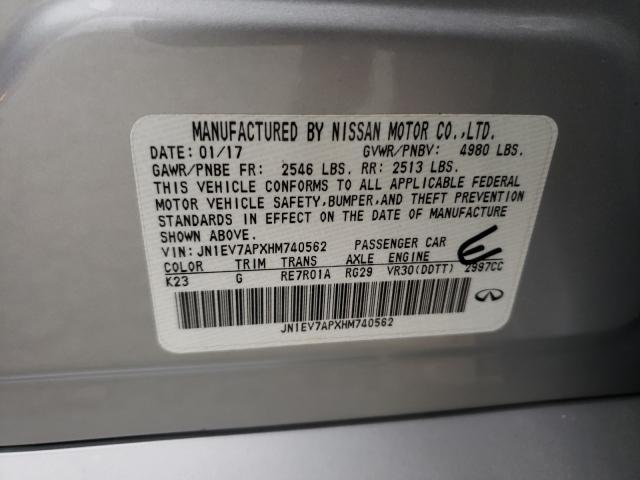 MANUFACTURED BY NISSAN MOTOR CO.,LTD.
DATE: 01/17 GVWR/PNBV: 4980 LBS.
GAWR/PNBE FR: 2546 LBS. RR: 2513 LBS.
THIS VEHICLE CONFORMS TO ALL APPLICABLE FEDERAL
MOTOR VEHICLE SAFETY,BUMPER,AND THEFT PREVENTION
STANDARDS IN EFFECT ON THE DATE OF MANUFACTURE
SHOWN ABOVE.
VIN: JN1EV7APXHM740562 PASSENGER CAR
COLOR TRIM TRANS AXLE ENGINE
K23 G RE7R01A RG29 VR30(DDTT) 2997CC
JN1EV7APXHM740562